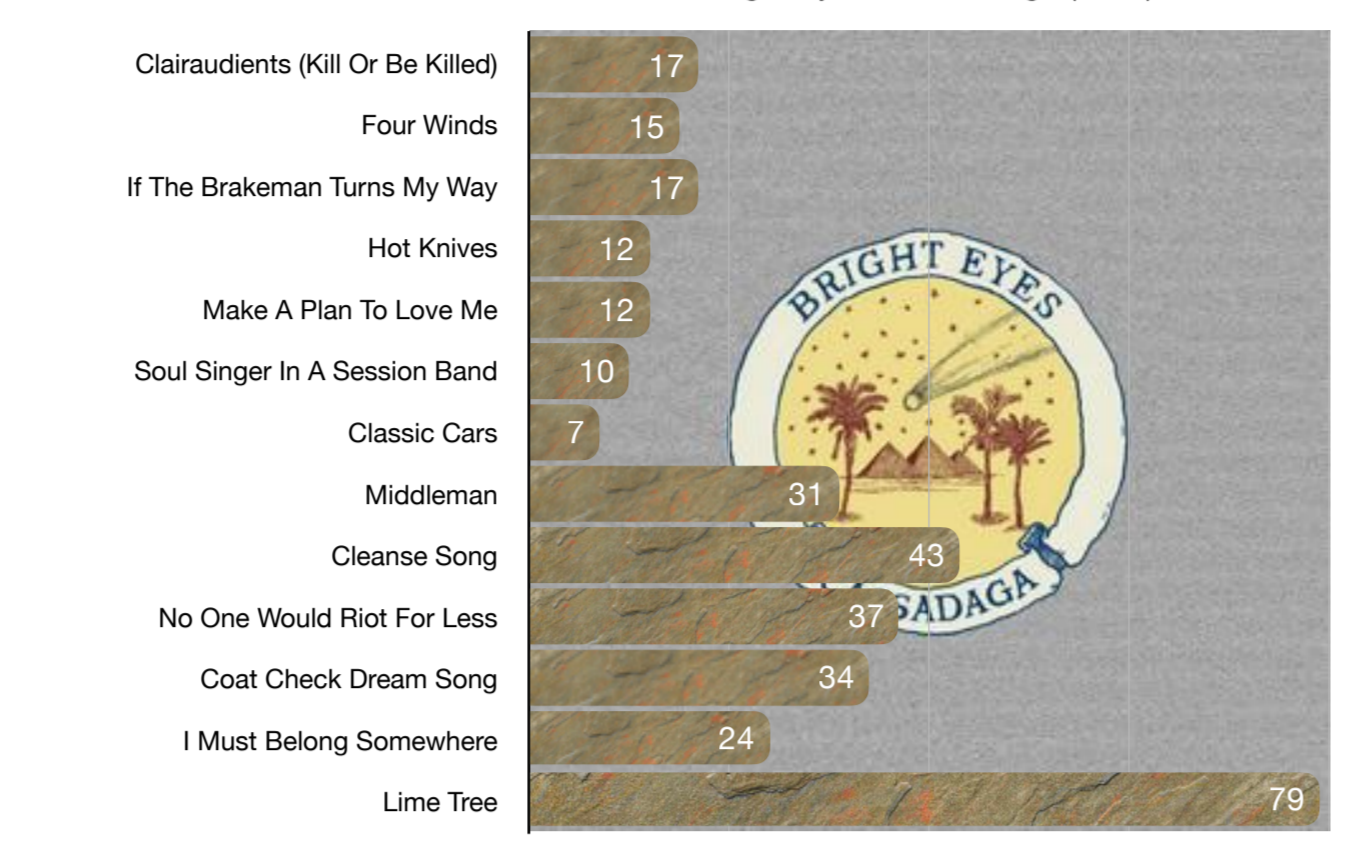 Clairaudients (Kill Or Be Killed) 17
Four Winds 15
If The Brakeman Turns My Way 17
Hot Knives 12
Make A Plan To Love Me 12
Soul Singer In A Session Band 10
Classic Cars 7
Middleman 31
Cleanse Song 43
No One Would Riot For Less 37
Coat Check Dream Song 34
I Must Belong Somewhere 24
Lime Tree 79
BRIGHT EYES
SADAGA